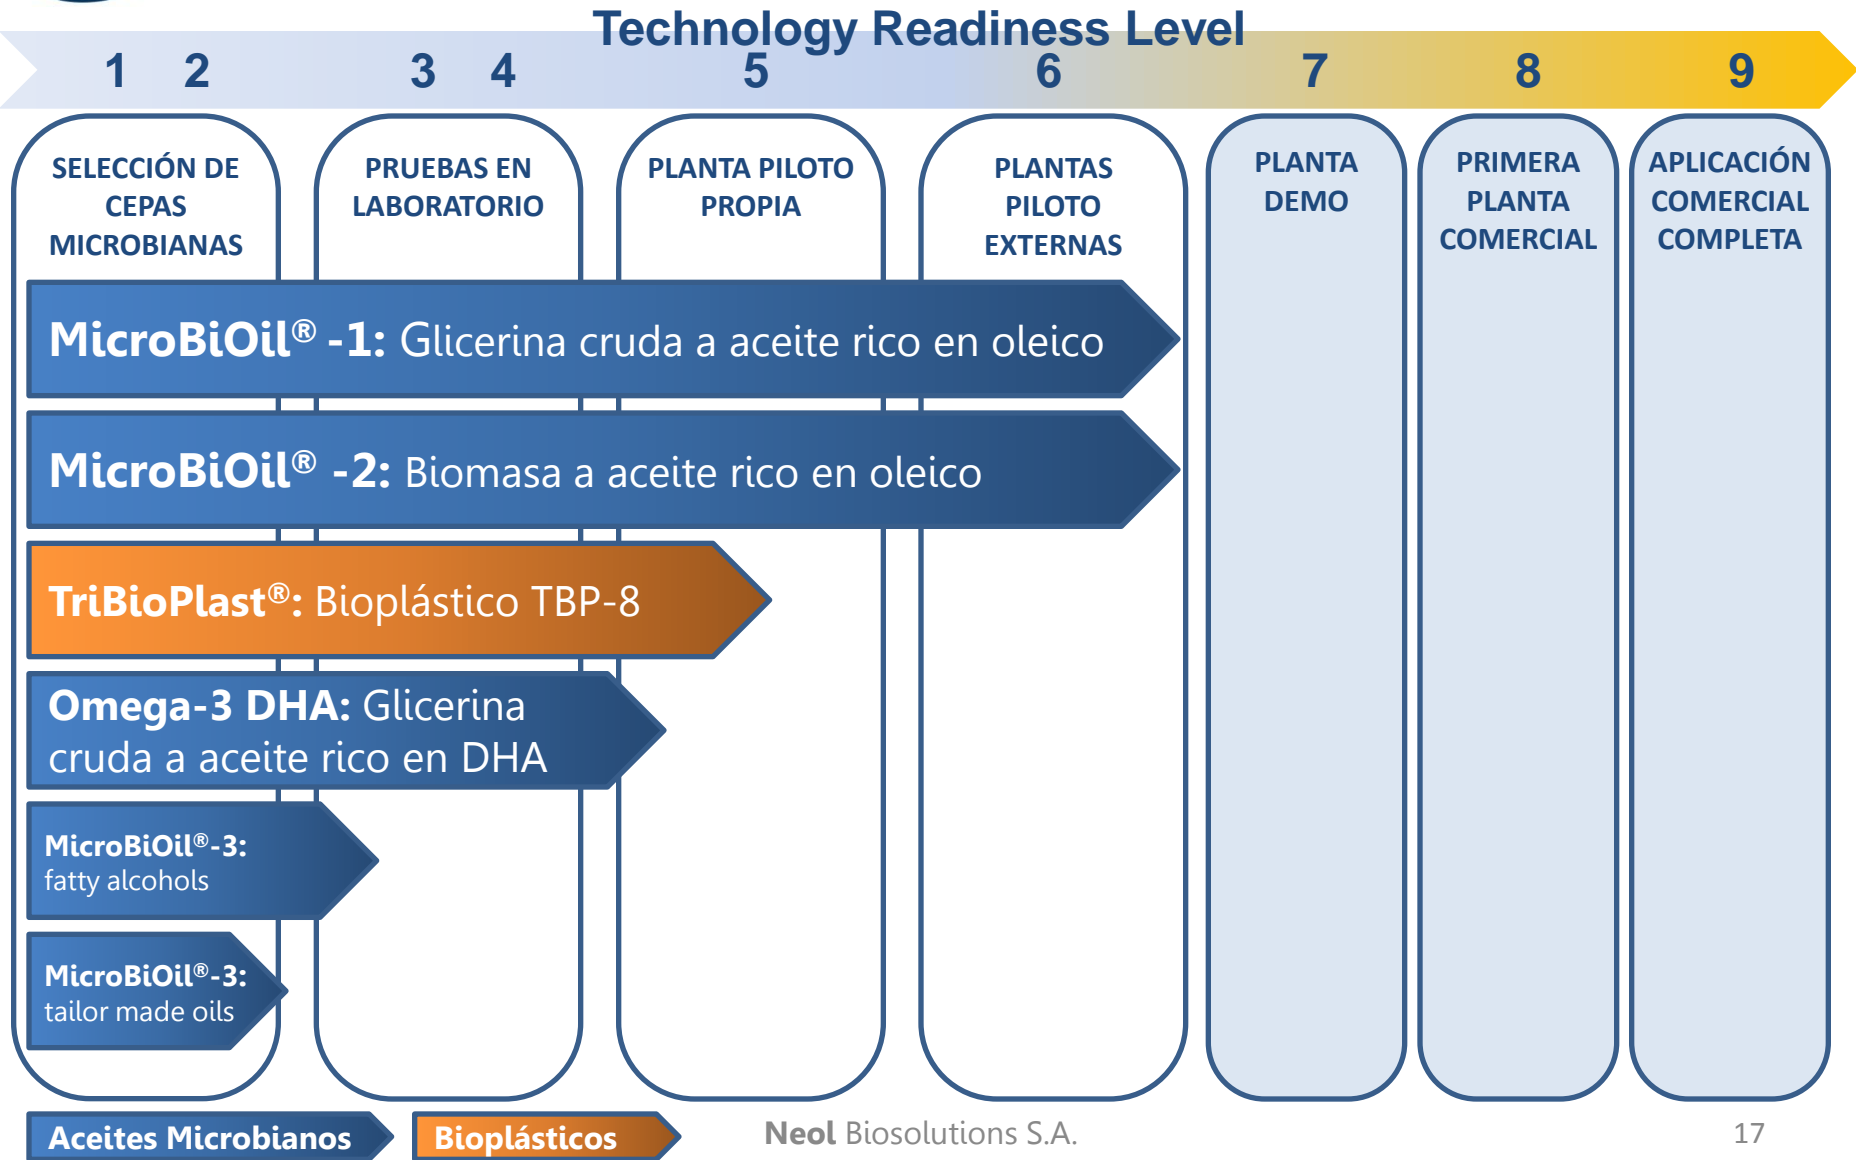 Technology Readiness Level
1 2 3 4 5 6 7 8 9
SELECCIÓN DE
CEPAS
MICROBIANAS
PRUEBAS EN
LABORATORIO
PLANTA PILOTO
PROPIA
PLANTAS
PILOTO
EXTERNAS
PLANTA
DEMO
PRIMERA
PLANTA
COMERCIAL
APLICACIÓN
COMERCIAL
COMPLETA
MicroBiOil® -1: Glicerina cruda a aceite rico en oleico
MicroBiOil® -2: Biomasa a aceite rico en oleico
TriBioPlast®: Bioplástico TBP-8
Omega-3 DHA: Glicerina
cruda a aceite rico en DHA
MicroBiOil®-3:
fatty alcohols
MicroBiOil®-3:
tailor made oils
Aceites Microbianos
Bioplásticos
Neol Biosolutions S.A.
17